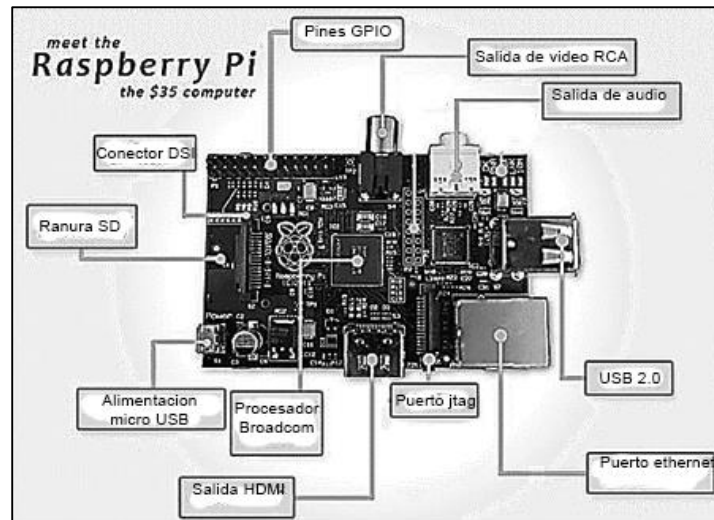 meet the
Raspberry Pi
the $35 computer
Pines GPIO
Salida de video RCA
Salida de audio
Conector DSI
Ranura SD
Power
Alimentacion
micro USB
Procesador
Broadcom
Puerto jtag
USB 2.0
Puerto ethernet
Salida HDMI